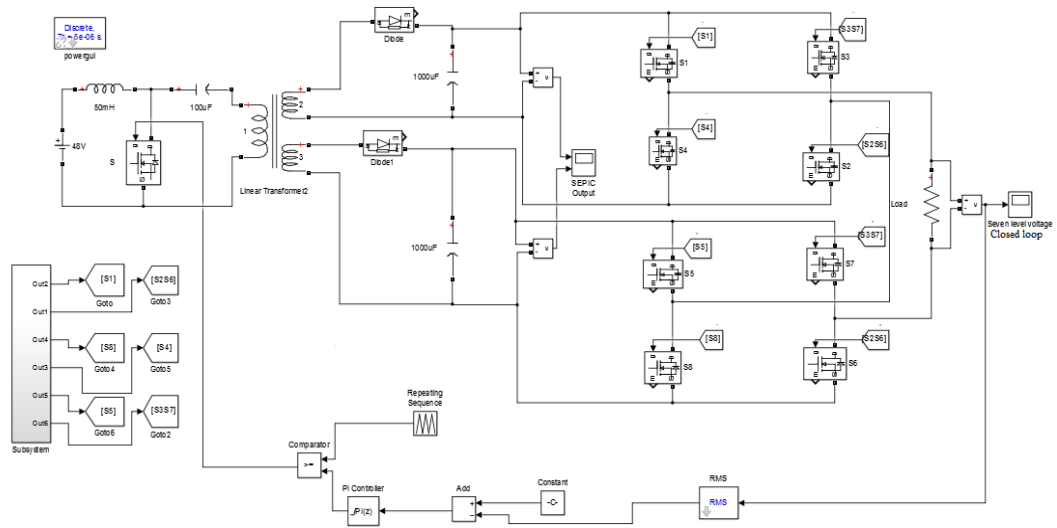 Discrete,
powergui
50mH
100uF
48V
S
1
2
3
Linear Transformer2
Diode
1000uF
Diode1
1000uF
+
-
v
+
-
v
SEPIC
Output
[S1]
S1
[S3S7]
S3
[S4]
S4
[S2S6]
S2
Load
+
-
v
Seven level voltage
Closed loop
[S5]
S5
[S3S7]
S7
[S8]
S8
[S2S6]
S6
Out2
Out1
Out4
Out3
Out5
Out6
Subsystem
[S1]
Goto
[S2S6]
Goto3
[S8]
Goto4
[S4]
Goto5
[S5]
Goto6
[S3S7]
Goto2
Repeating
Sequence
Comparator
PI Controller
PI(z)
Add
+
-
Constant
-C-
RMS
RMS